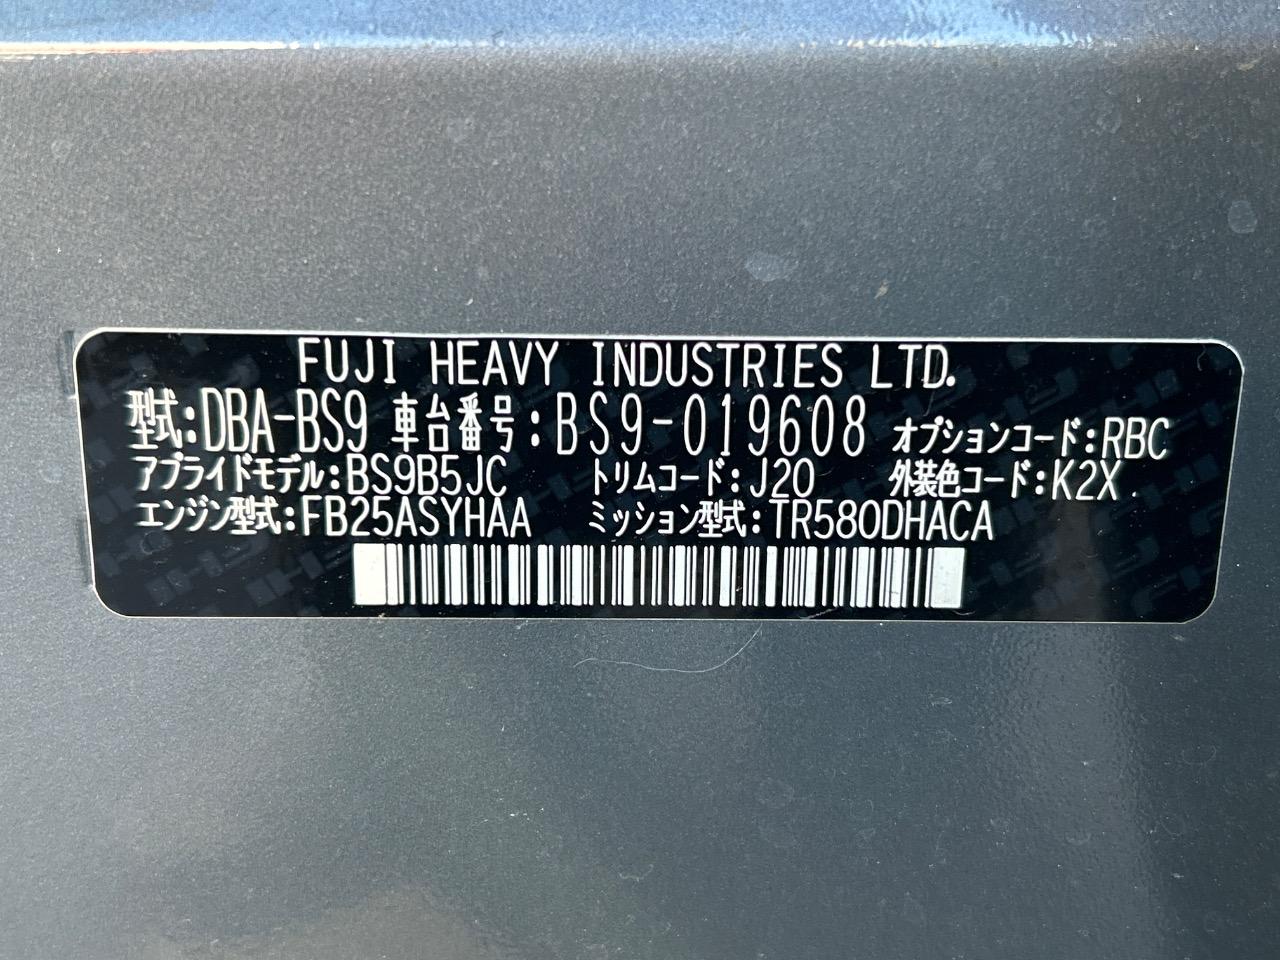 FUJI HEAVY INDUSTRIES LTD.
型式:DBA-BS9 車台番号:BS9-019608 オプションコード:RBC
アプライドモデル:BS9B5JC トリムコード:J20 外装色コード:K2X
エンジン型式:FB25ASYHAA ミッション型式:TR580DHACA